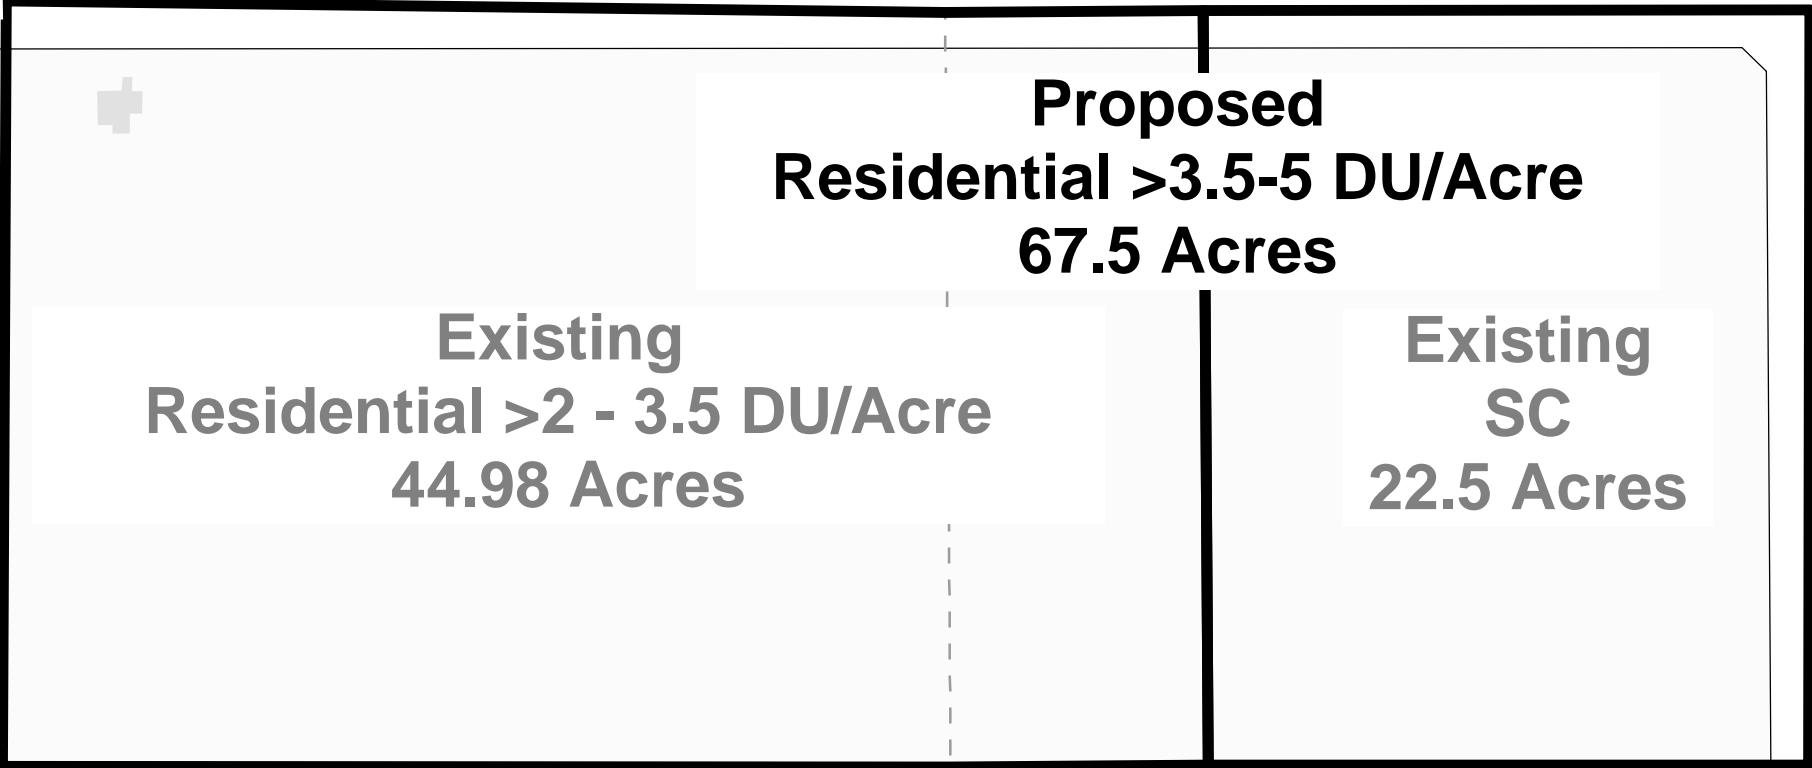 Proposed
Residential >3.5-5 DU/Acre
67.5 Acres
Existing
Residential >2 - 3.5 DU/Acre
44.98 Acres
Existing
SC
22.5 Acres